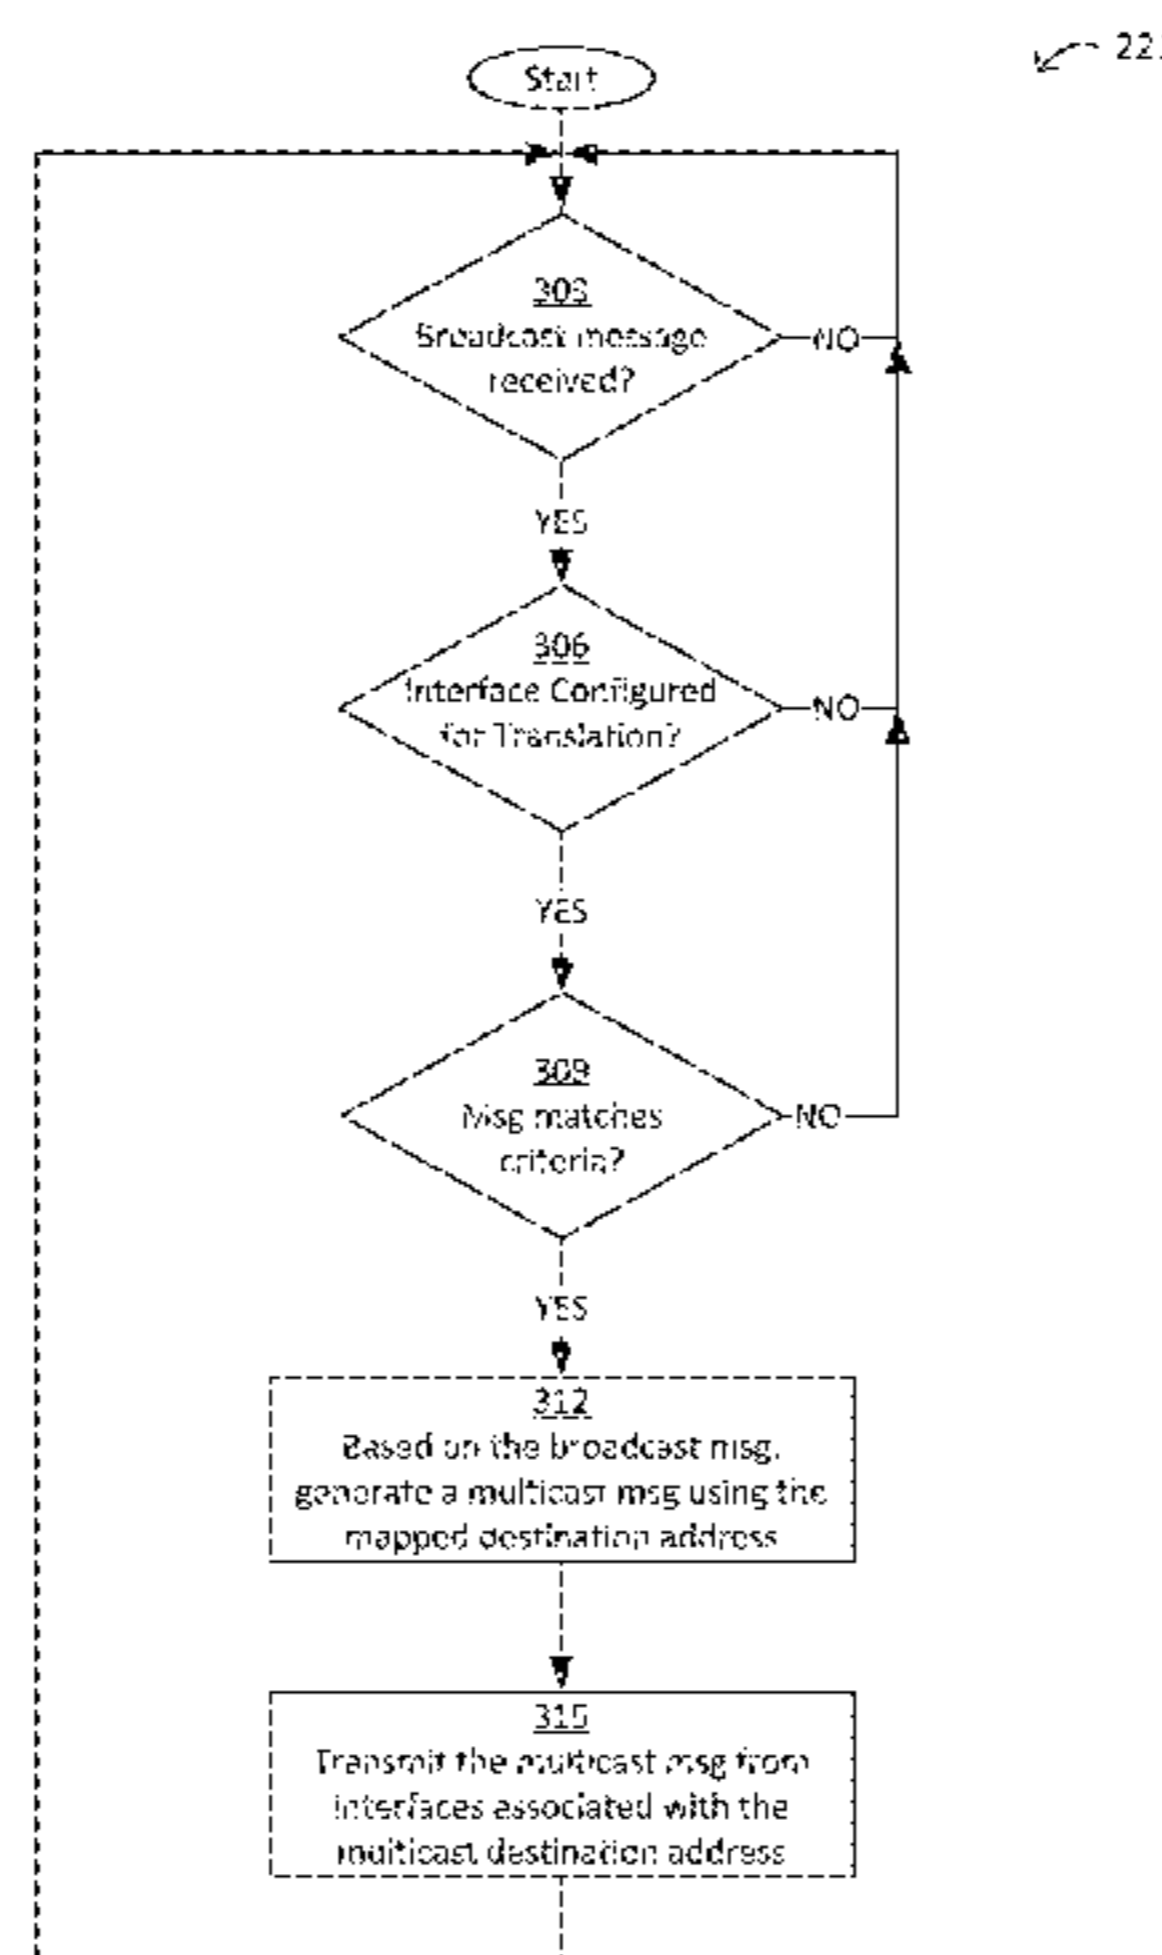 Start
303
Broadcast message
received?
NO
YES
306
Interface Configured
for Translation?
NO
YES
309
Msg matches
criteria?
NO
YES
312
Based on the broadcast msg,
generate a multicast msg using the
mapped destination address
315
Transmit the multicast msg from
interfaces associated with the
multicast destination address